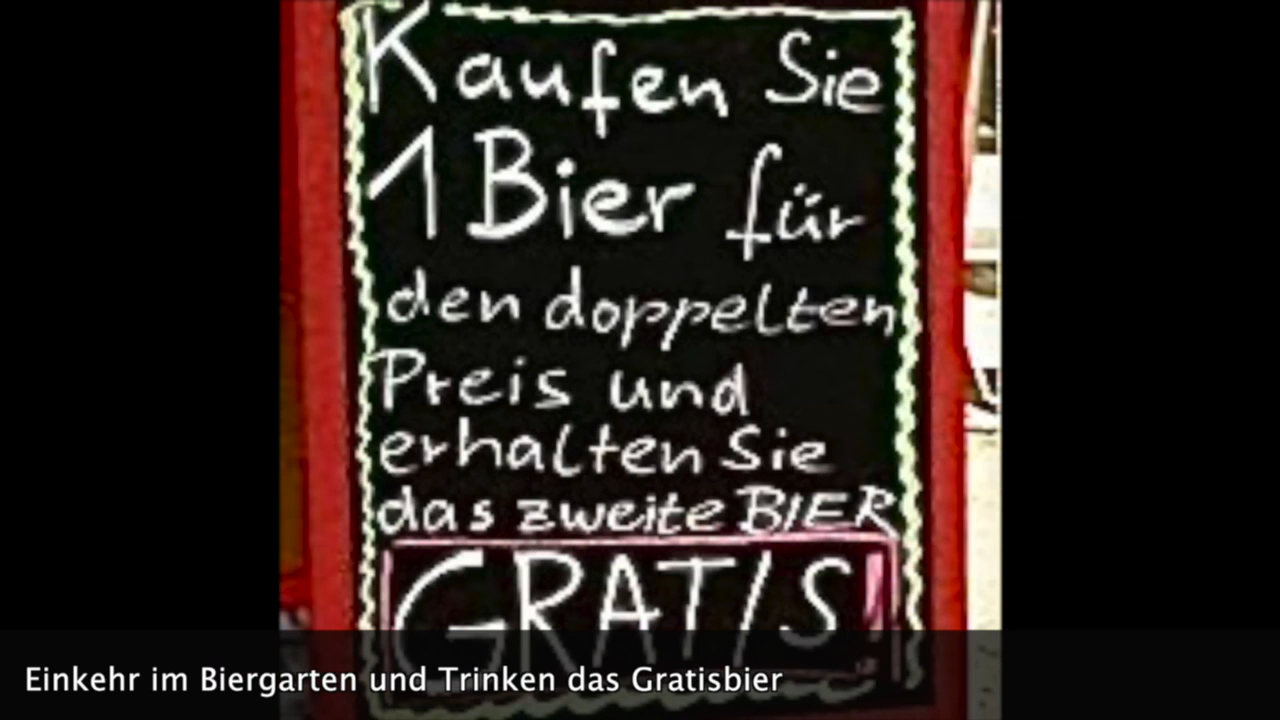 Kaufen Sie
1 Bier für
den doppelten
Preis und
erhalten Sie
das zweite BIER
GRATIS!
Einkehr im Biergarten und Trinken das Gratisbier